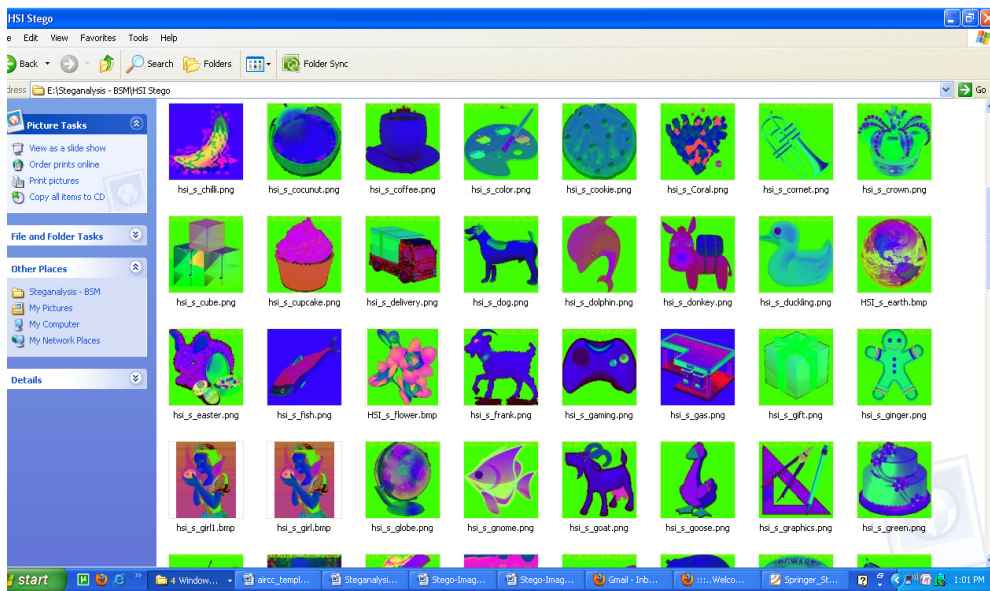 HSI Stego
e Edit View Favorites Tools Help
Back Search Folders Folder Sync
dress E:\Steganalysis - BSM\HSI Stego Go
Picture Tasks
View as a slide show
Order prints online
Print pictures
Copy all items to CD
File and Folder Tasks
Other Places
Steganalysis - BSM
My Pictures
My Computer
My Network Places
Details
hsi_s_chilli.png hsi_s_cocunut.png hsi_s_coffee.png hsi_s_color.png hsi_s_cookie.png hsi_s_Coral.png hsi_s_cornet.png hsi_s_crown.png
hsi_s_cube.png hsi_s_cupcake.png hsi_s_delivery.png hsi_s_dog.png hsi_s_dolphin.png hsi_s_donkey.png hsi_s_duckling.png HSI_s_earth.bmp
hsi_s_easter.png hsi_s_fish.png HSI_s_flower.bmp hsi_s_frank.png hsi_s_gaming.png hsi_s_gas.png hsi_s_gift.png hsi_s_ginger.png
hsi_s_girl1.bmp hsi_s_girl.bmp hsi_s_globe.png hsi_s_gnome.png hsi_s_goat.png hsi_s_goose.png hsi_s_graphics.png hsi_s_green.png
HOGWART
start 4 Window... aircc_templ... Steganalysi... Stego-Imag... Stego-Imag... Gmail - Inb... :::..Welco... Springer_St... 1:01 PM